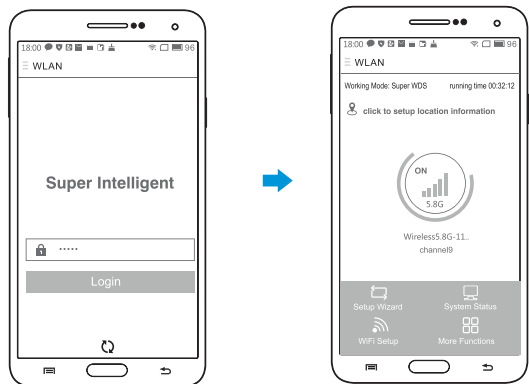 18:00 96
WLAN
Super Intelligent
•••••
Login
18:00 96
WLAN
Working Mode: Super WDS running time 00:32:12
click to setup location information
ON
5.8G
Wireless5.8G-11..
channel9
Setup Wizard System Status
WiFi Setup More Functions